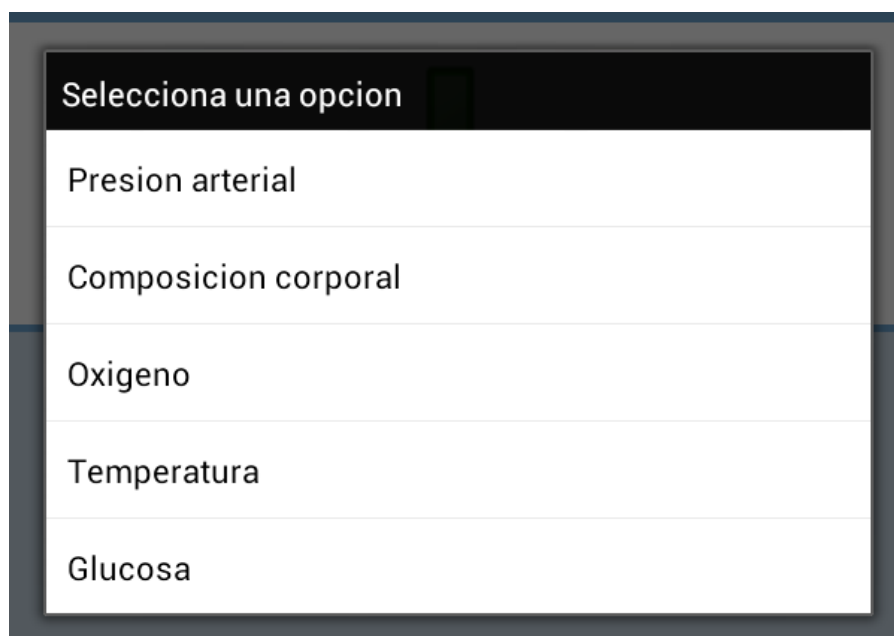 Selecciona una opcion
Presion arterial
Composicion corporal
Oxigeno
Temperatura
Glucosa